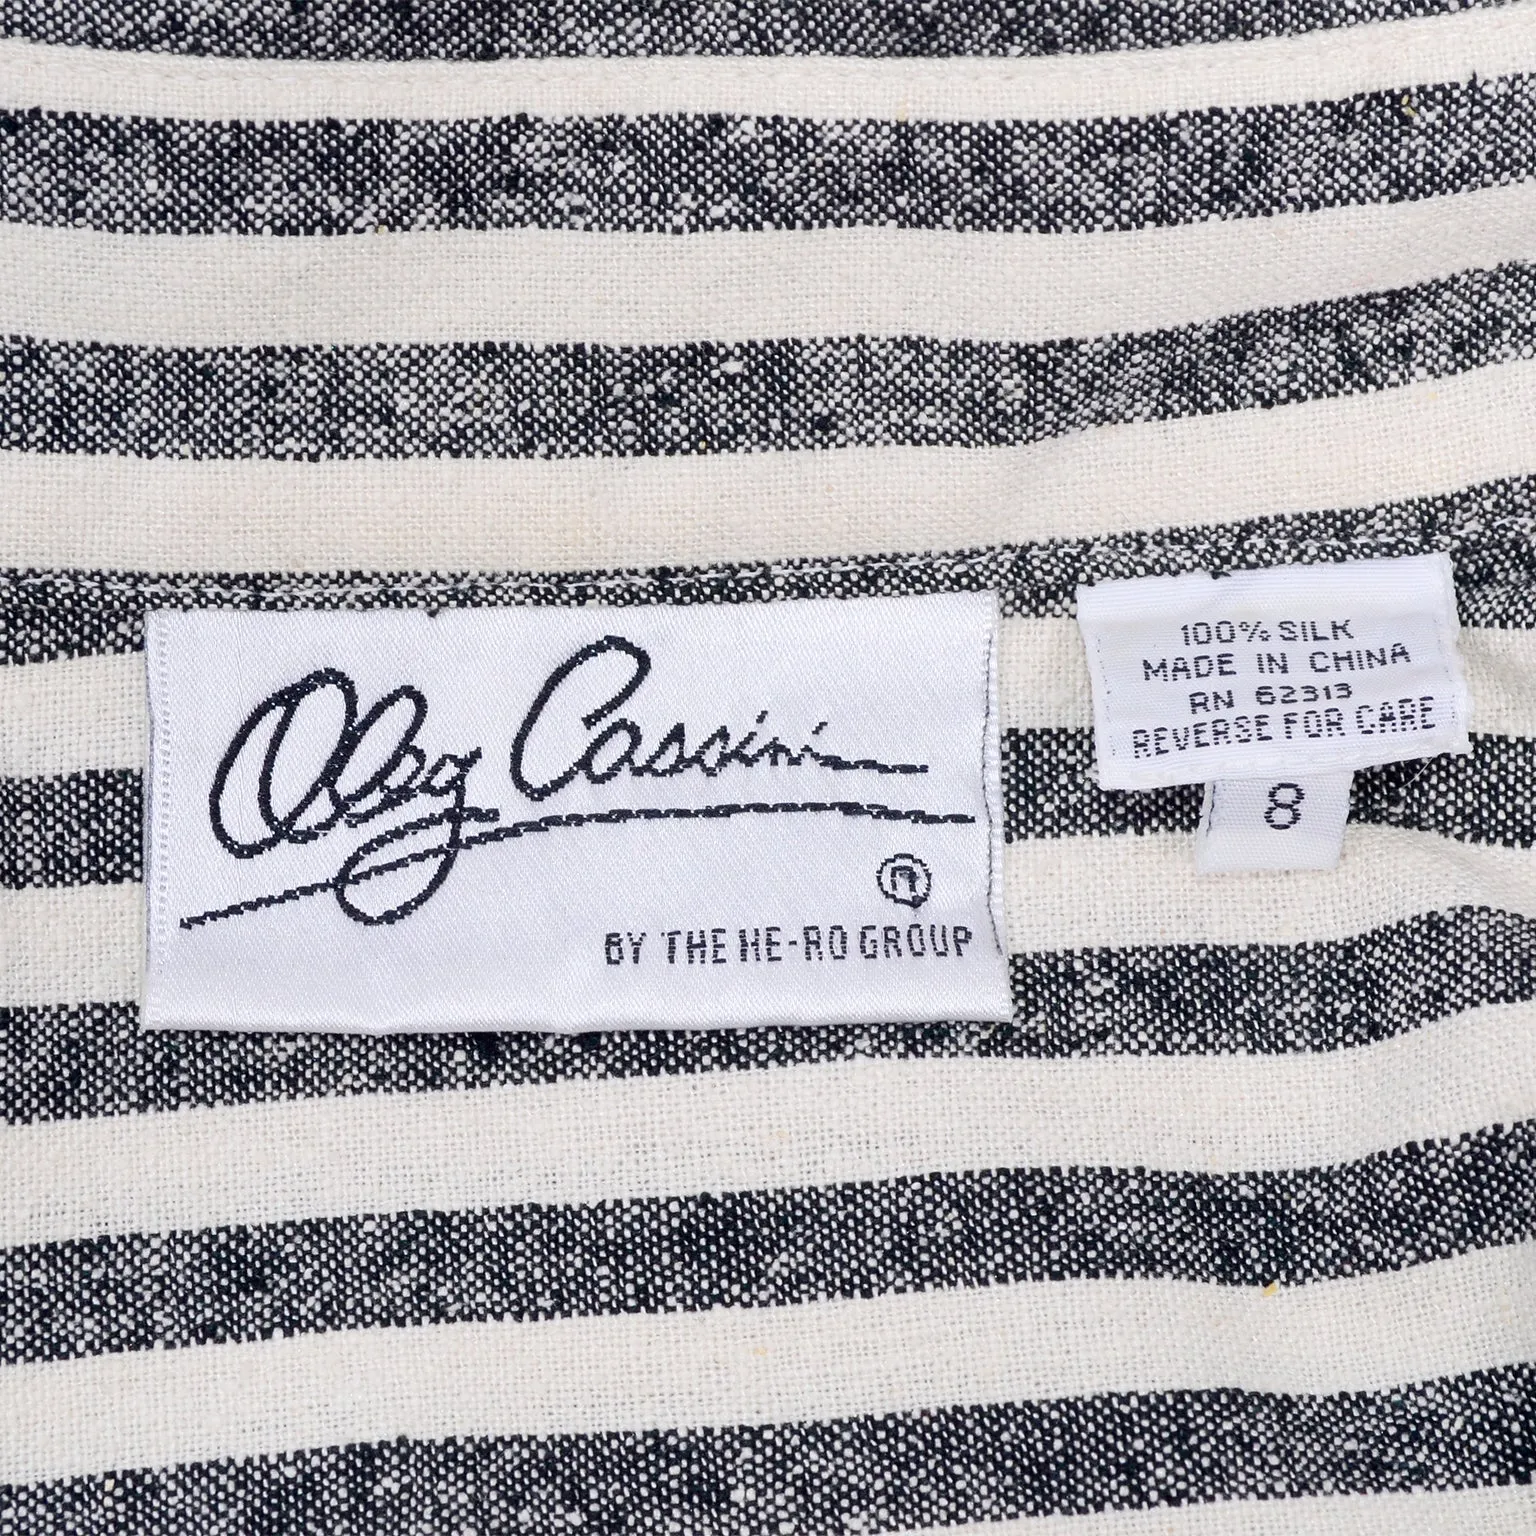 Oleg Cassini
®
BY THE HE-RO GROUP
100% SILK
MADE IN CHINA
RN 62313
REVERSE FOR CARE
8